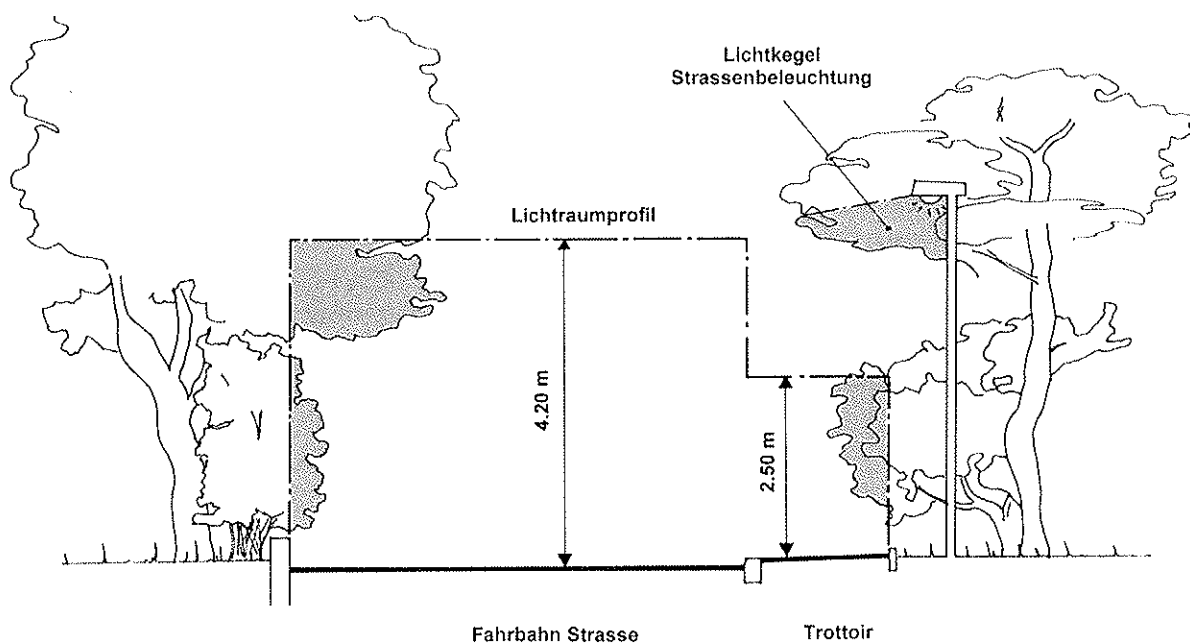 Lichtkegel
Strassenbeleuchtung
Lichtraumprofil
4.20 m
2.50 m
Fahrbahn Strasse
Trottoir